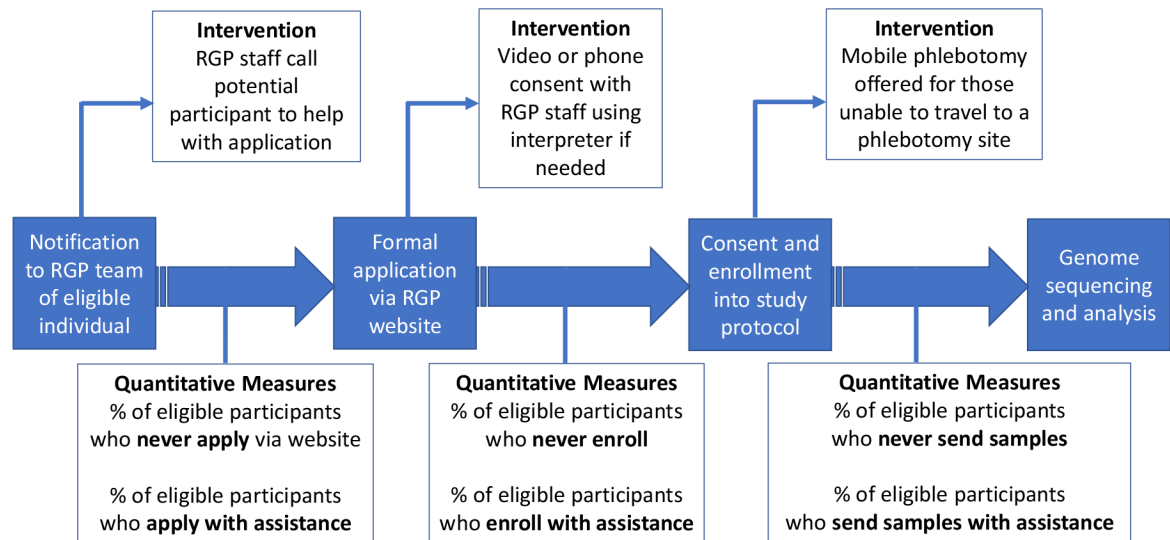 Intervention
RGP staff call
potential
participant to help
with application
Intervention
Video or phone
consent with
RGP staff using
interpreter if
needed
Intervention
Mobile phlebotomy
offered for those
unable to travel to a
phlebotomy site
Notification
to RGP team
of eligible
individual
Formal
application
via RGP
website
Consent and
enrollment
into study
protocol
Genome
sequencing
and analysis
Quantitative Measures
% of eligible participants
who never apply via website
% of eligible participants
who apply with assistance
Quantitative Measures
% of eligible participants
who never enroll
% of eligible participants
who enroll with assistance
Quantitative Measures
% of eligible participants
who never send samples
% of eligible participants
who send samples with assistance